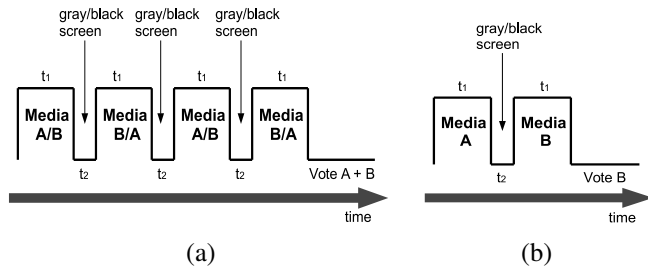 gray/black
screen
gray/black
screen
gray/black
screen
t1
t1
t1
t1
Media
A/B
Media
B/A
Media
A/B
Media
B/A
t2
t2
t2
Vote A + B
time
(a)
gray/black
screen
t1
t1
Media
A
Media
B
t2
Vote B
time
(b)